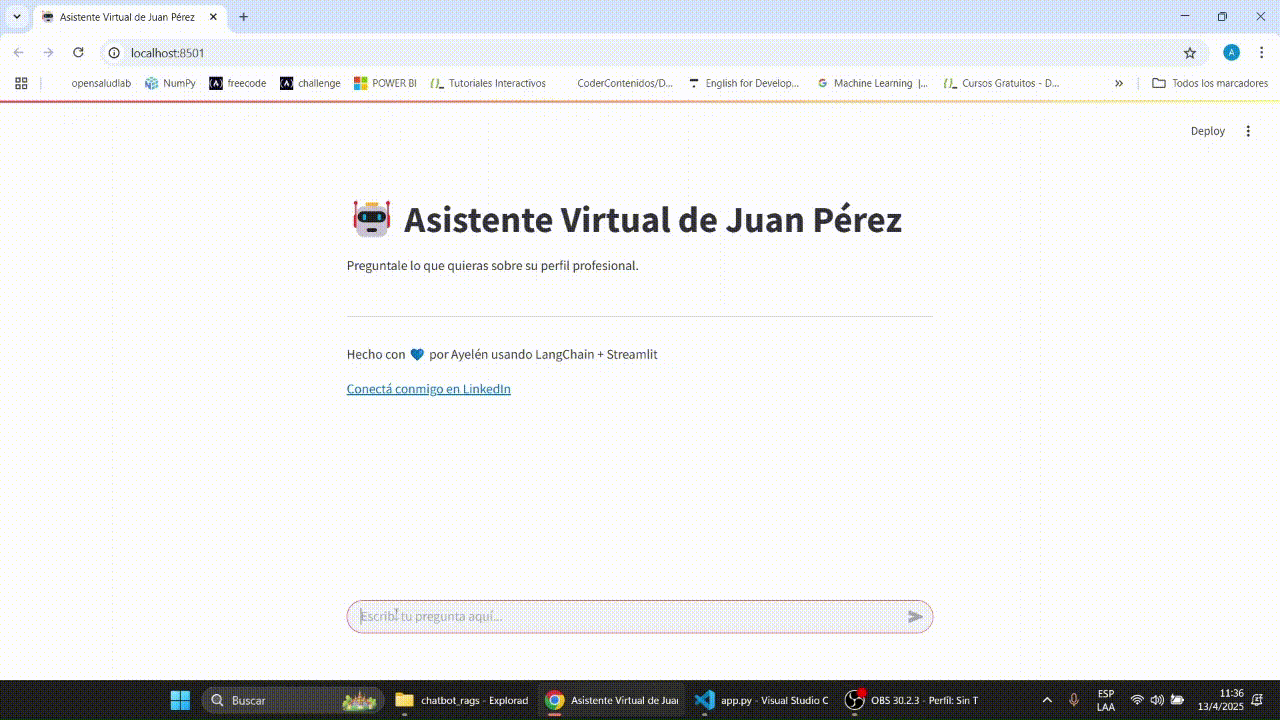 Asistente Virtual de Juan Pérez
localhost:8501
A
opensaludlab NumPy freecode challenge POWER BI Tutoriales Interactivos CoderContenidos/D... English for Develop... Machine Learning |... Cursos Gratuitos - D... » Todos los marcadores
Deploy
Asistente Virtual de Juan Pérez
Preguntale lo que quieras sobre su perfil profesional.
Hecho con 💙 por Ayelén usando LangChain + Streamlit
Conectá conmigo en LinkedIn
Escribí tu pregunta aquí...
Buscar
chatbot_rags - Explorad
Asistente Virtual de Juan
app.py - Visual Studio C
OBS 30.2.3 - Perfil: Sin T
ESP
LAA
11:36
13/4/2025